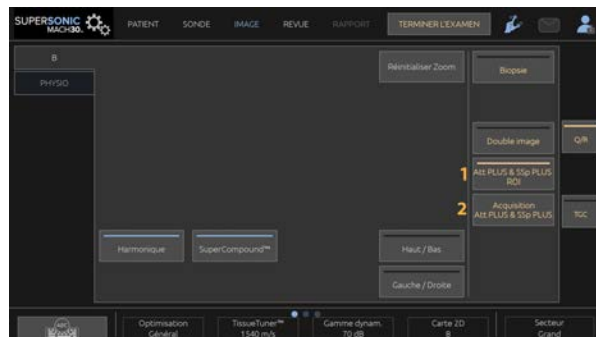 SUPERSONIC
MACH30.
PATIENT
SONDE
IMAGE
REVUE
RAPPORT
TERMINER L'EXAMEN
B
PHYSIO
Réinitialiser Zoom
Biopsie
Double image
Q/R
1
Att PLUS & SSp PLUS
ROI
2
Acquisition
Att PLUS & SSp PLUS
TGC
Harmonique
SuperCompound™
Haut / Bas
Gauche / Droite
Optimisation
Général
TissueTuner™
1540 m/s
Gamme dynam.
70 dB
Carte 2D
8
Secteur
Grand